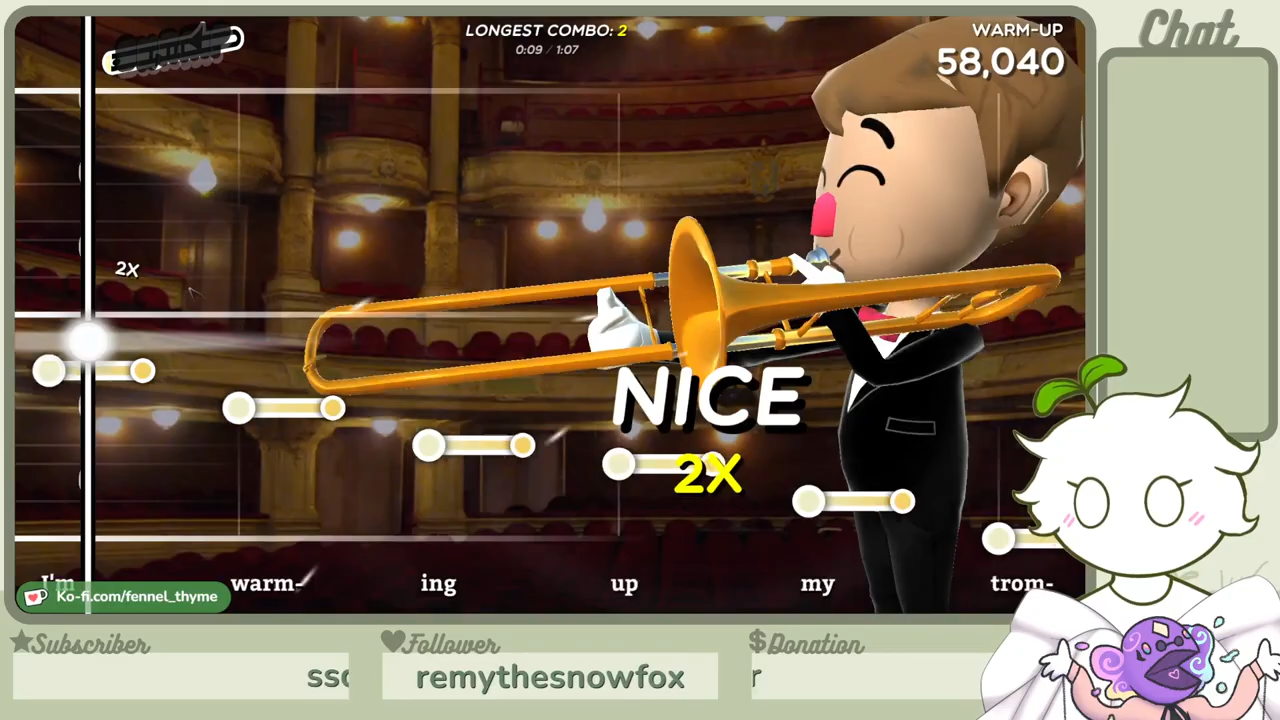 LONGEST COMBO: 2
0:09 / 1:07
WARM-UP
58,040
Chat
2X
NICE
2X
I'm warm- ing up my trom-
Ko-fi.com/fennel_thyme
Subscriber
Follower
Donation
remythesnowfox
r